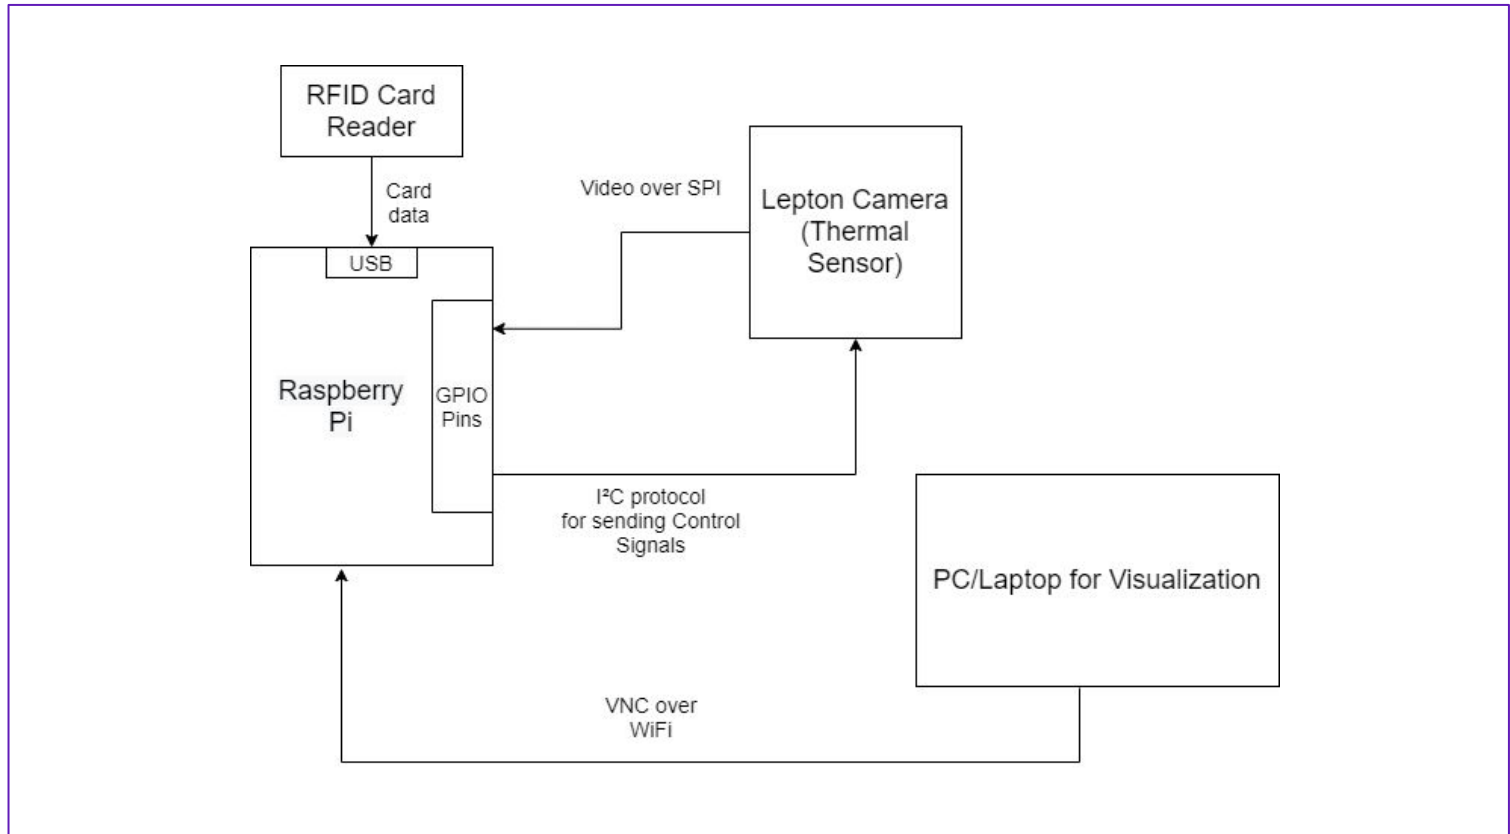 RFID Card
Reader
Card
data
Video over SPI
Lepton Camera
(Thermal
Sensor)
USB
Raspberry
Pi
GPIO
Pins
I²C protocol
for sending Control
Signals
PC/Laptop for Visualization
VNC over
WiFi